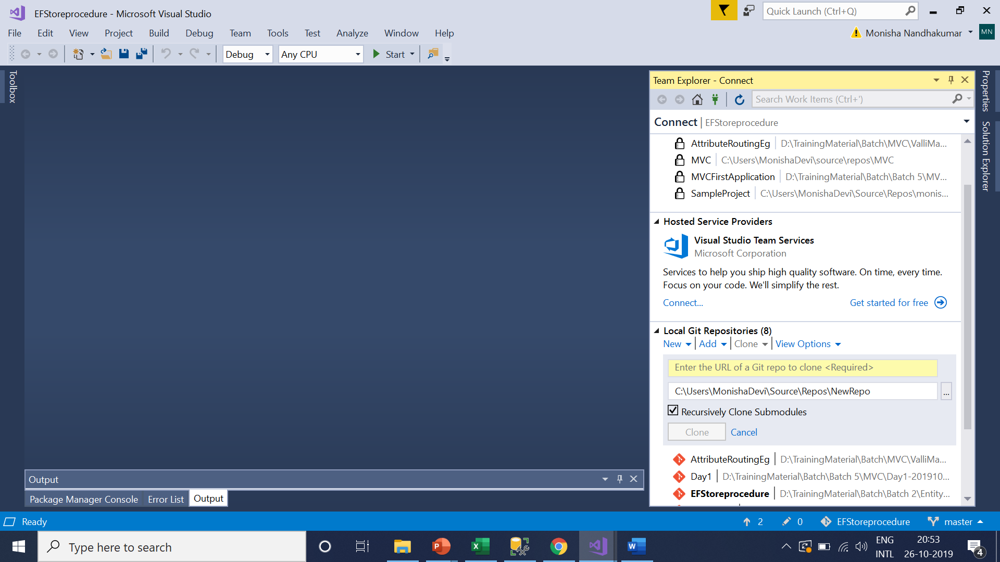 EFStoreprocedure - Microsoft Visual Studio
Quick Launch (Ctrl+Q)
File Edit View Project Build Debug Team Tools Test Analyze Window Help
Monisha Nandhakumar MN
Debug Any CPU Start
Toolbox
Team Explorer - Connect
Search Work Items (Ctrl+')
Connect | EFStoreprocedure
AttributeRoutingEg D:\TrainingMaterial\Batch\MVC\ValliMa...
MVC C:\Users\MonishaDevi\source\repos\MVC
MVCFirstApplication D:\TrainingMaterial\Batch\Batch 5\MV...
SampleProject C:\Users\MonishaDevi\Source\Repos\monis...
Hosted Service Providers
Visual Studio Team Services
Microsoft Corporation
Services to help you ship high quality software. On time, every time.
Focus on your code. We'll simplify the rest.
Connect... Get started for free
Local Git Repositories (8)
New Add Clone View Options
Enter the URL of a Git repo to clone <Required>
C:\Users\MonishaDevi\Source\Repos\NewRepo ...
Recursively Clone Submodules
Clone Cancel
AttributeRoutingEg D:\TrainingMaterial\Batch\MVC\ValliMa...
Day1 D:\TrainingMaterial\Batch\Batch 5\MVC\Day1-201910...
EFStoreprocedure D:\TrainingMaterial\Batch\Batch 2\Entity...
Properties
Solution Explorer
Output
Package Manager Console Error List Output
Ready 2 0 EFStoreprocedure master
Type here to search
ENG 20:53
INTL 26-10-2019 4